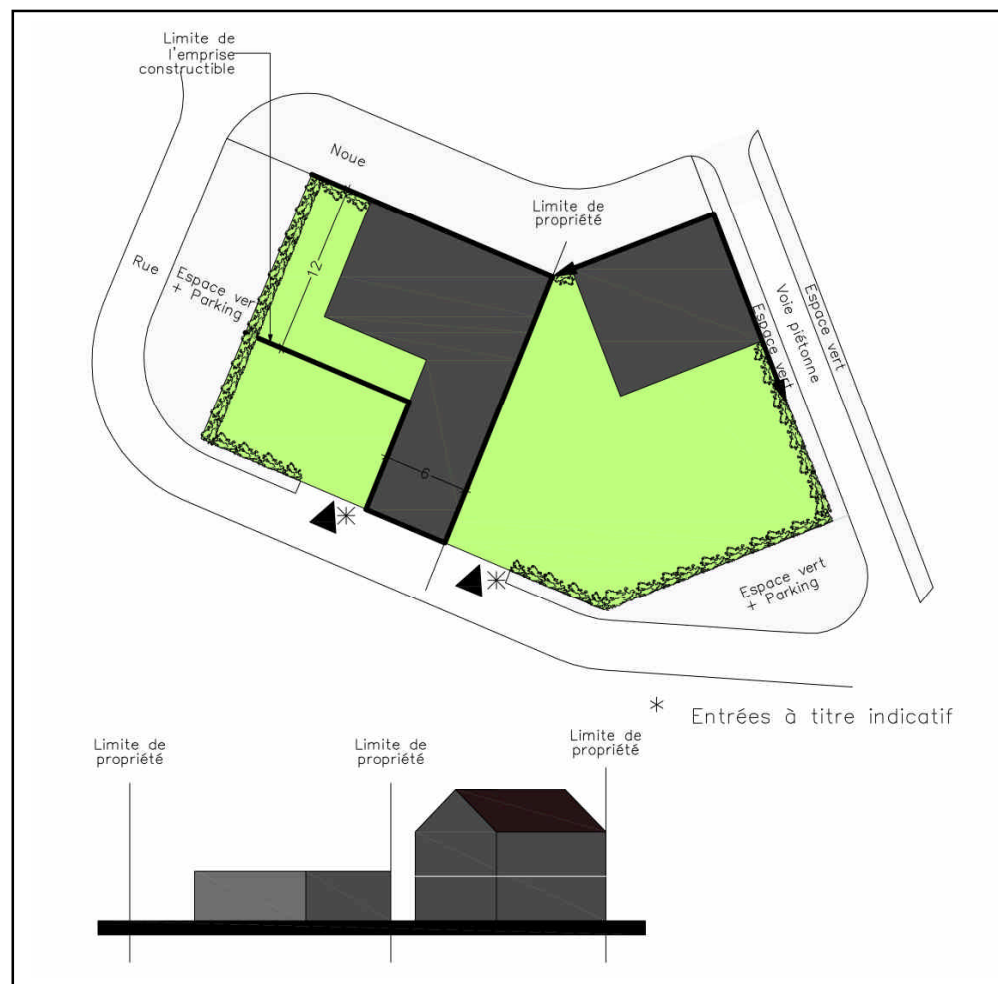 Limite de
l'emprise
constructible
Noue
Limite de
propriété
12
Rue
Espace ver
+ Parking
Espace vert
Voie piétonne
Espace vert
6
Espace vert
+ Parking
* Entrées à titre indicatif
Limite de
propriété
Limite de
propriété
Limite de
propriété